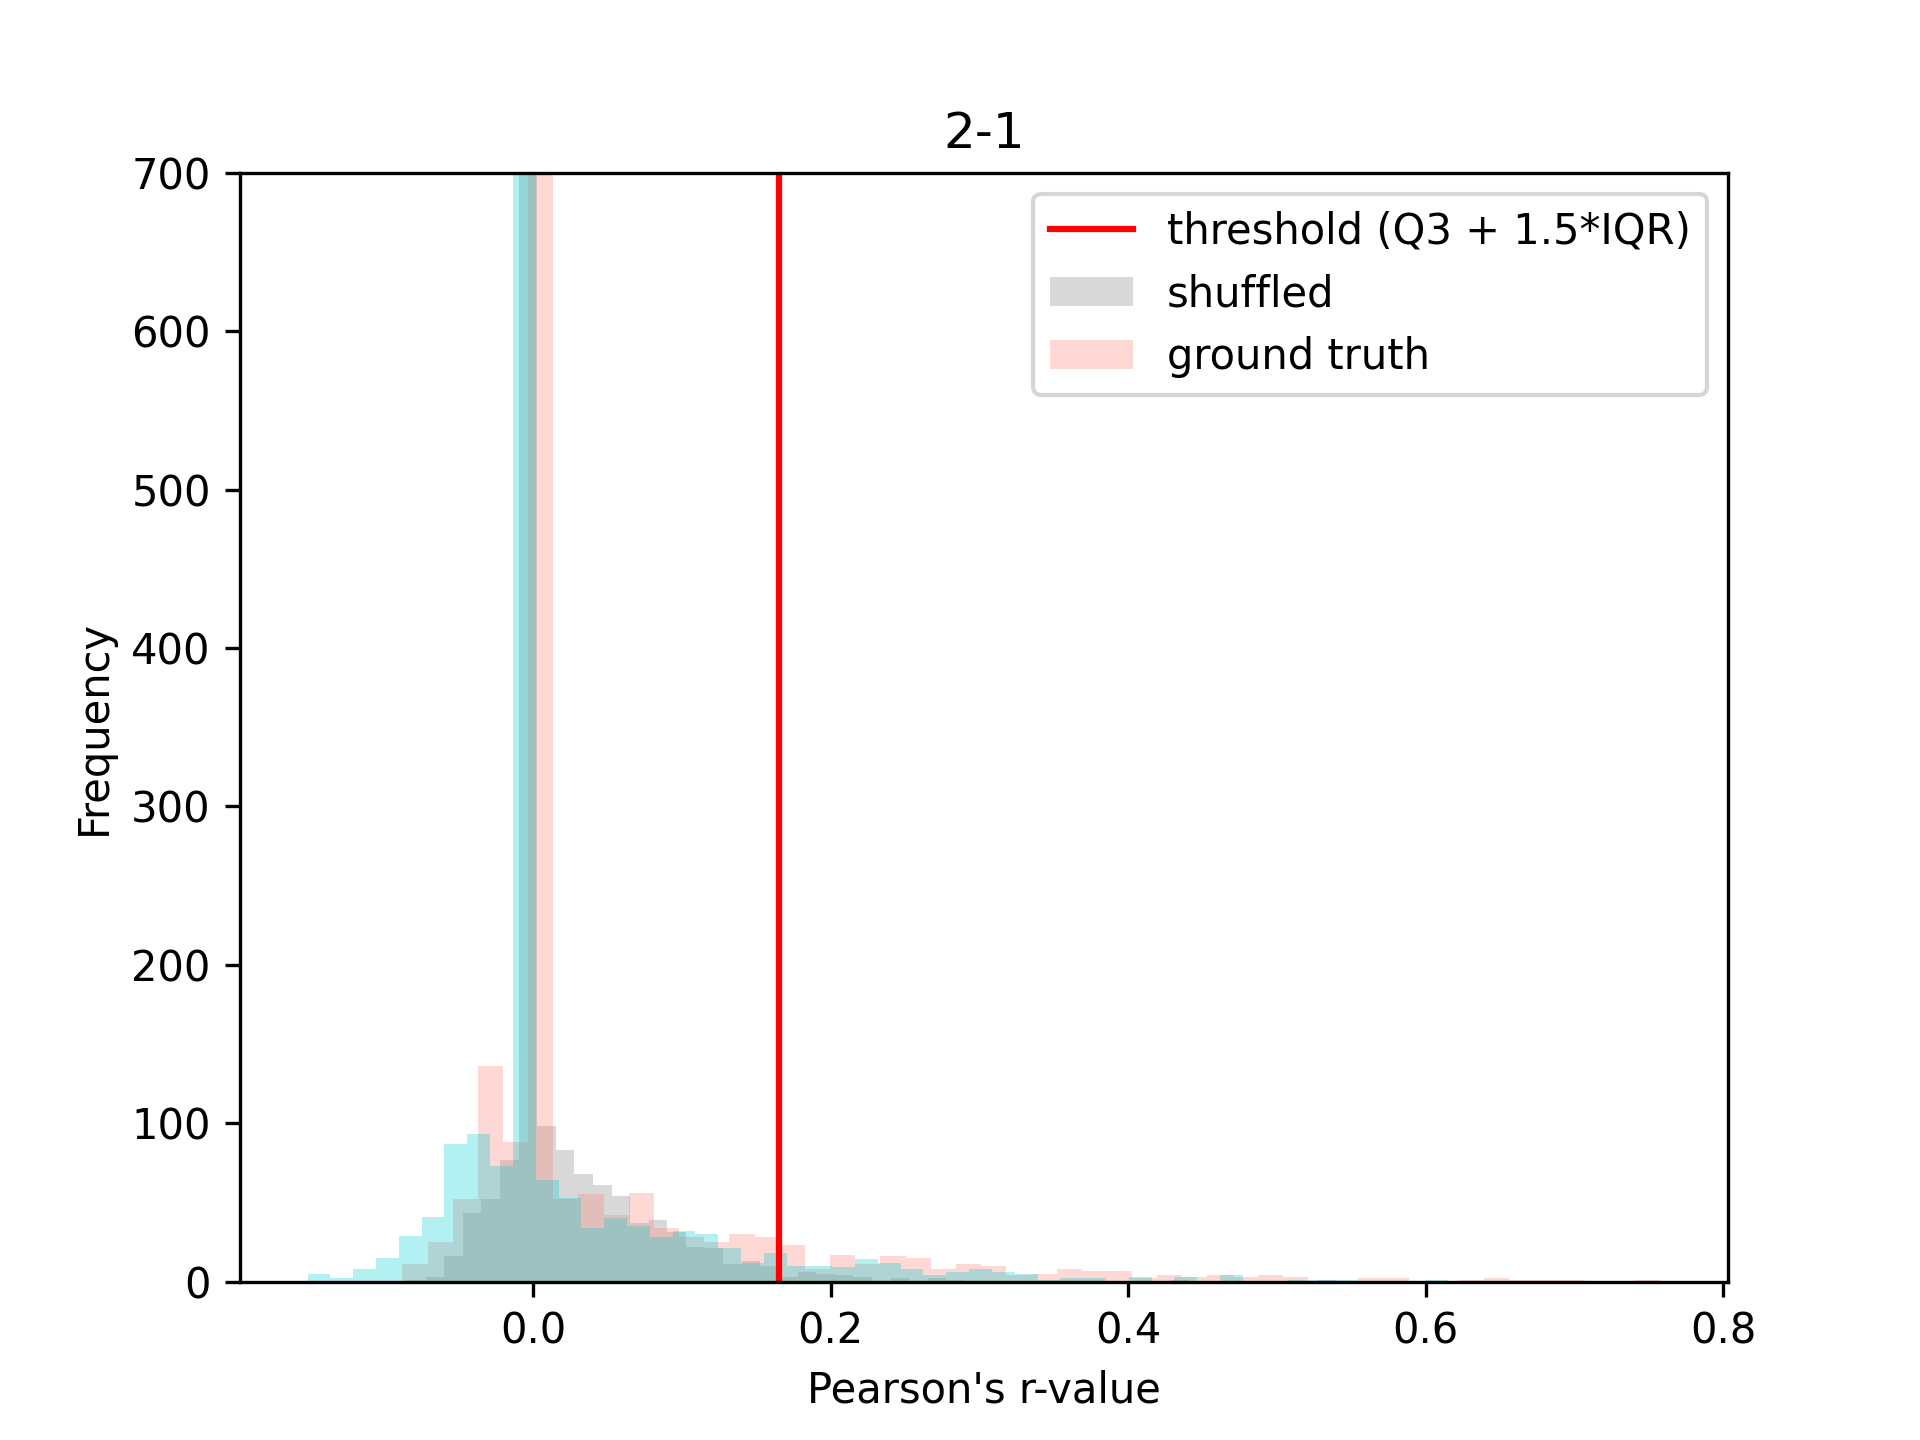 2-1
700
600
500
400
300
200
100
0
Frequency
threshold (Q3 + 1.5*IQR)
shuffled
ground truth
0.0 0.2 0.4 0.6 0.8
Pearson's r-value